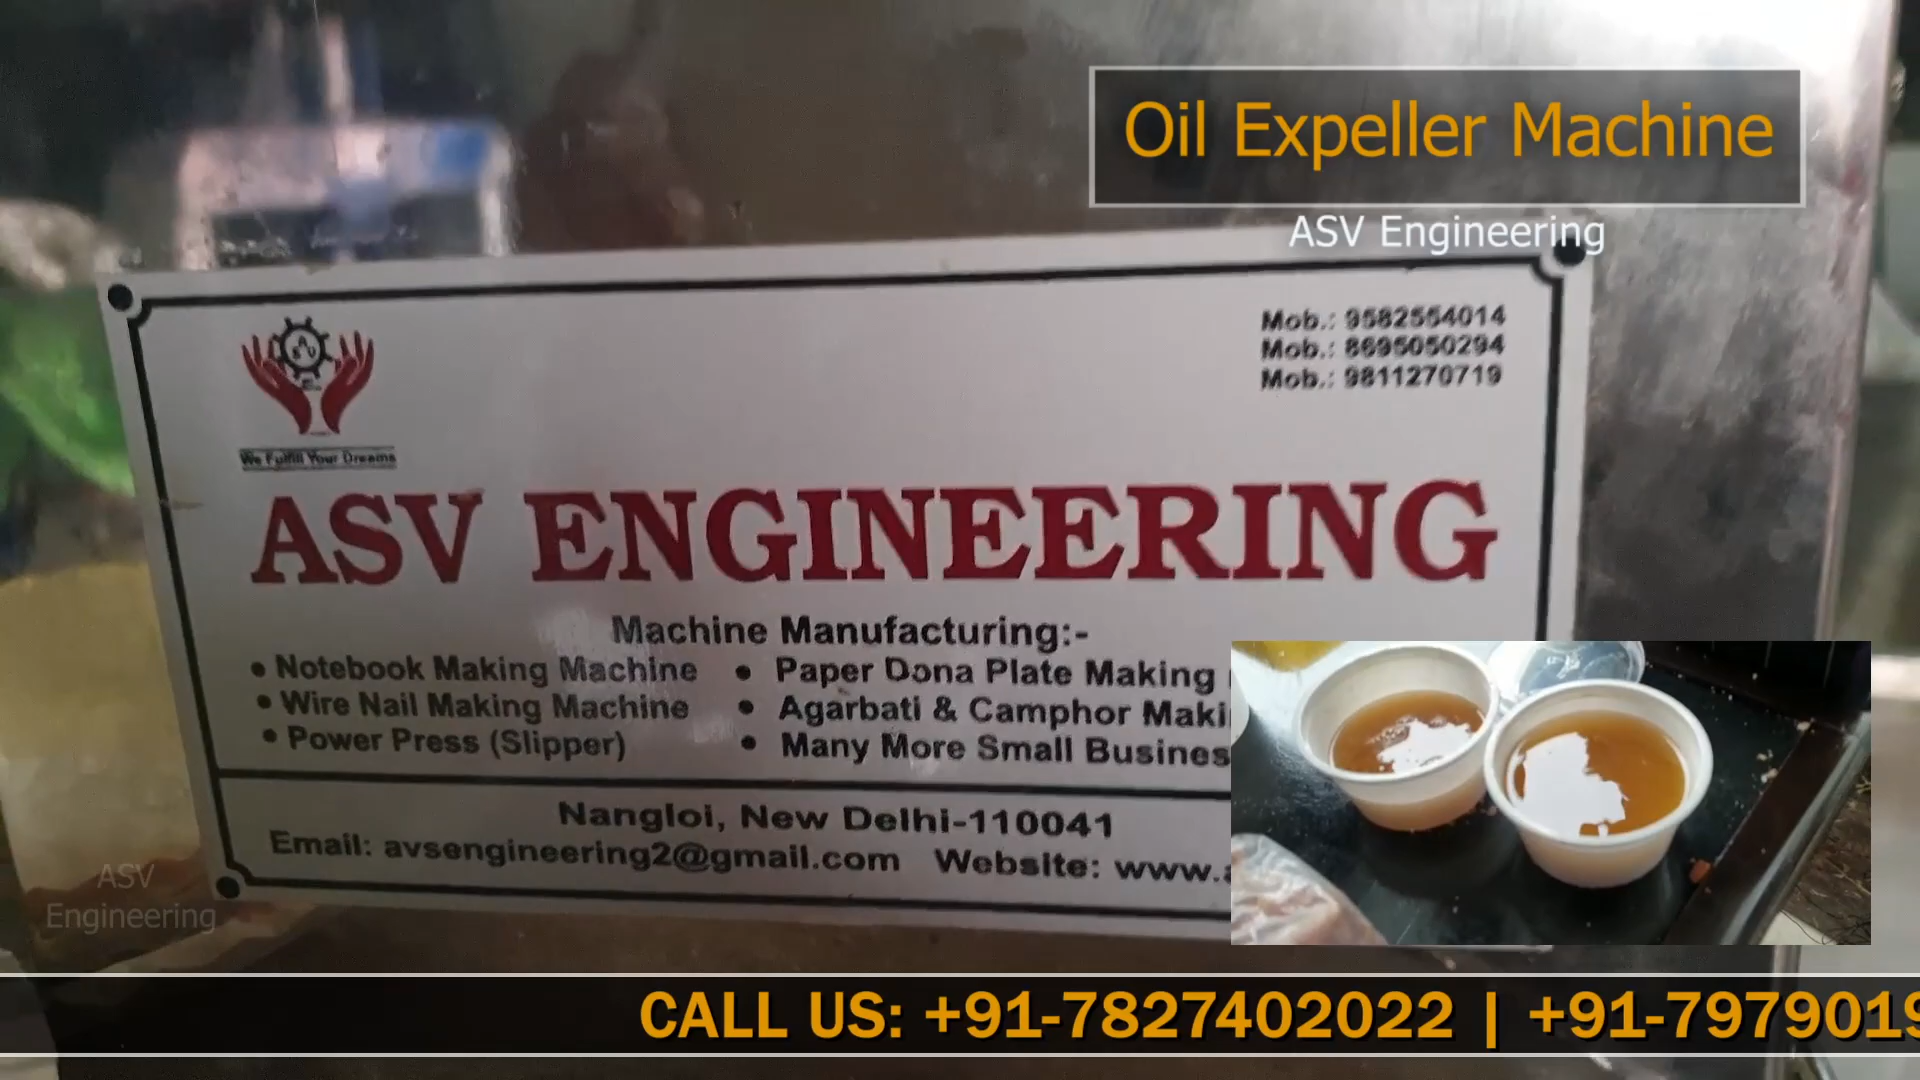 Oil Expeller Machine
ASV Engineering
Mob.: 9582554014
Mob.: 8695050294
Mob.: 9811270719
We Fulfill Your Dreams
ASV ENGINEERING
Machine Manufacturing:-
• Notebook Making Machine • Paper Dona Plate Making
• Wire Nail Making Machine • Agarbati & Camphor Maki
• Power Press (Slipper) • Many More Small Busines
Nangloi, New Delhi-110041
Email: avsengineering2@gmail.com Website: www.
ASV
Engineering
CALL US: +91-7827402022 | +91-797901